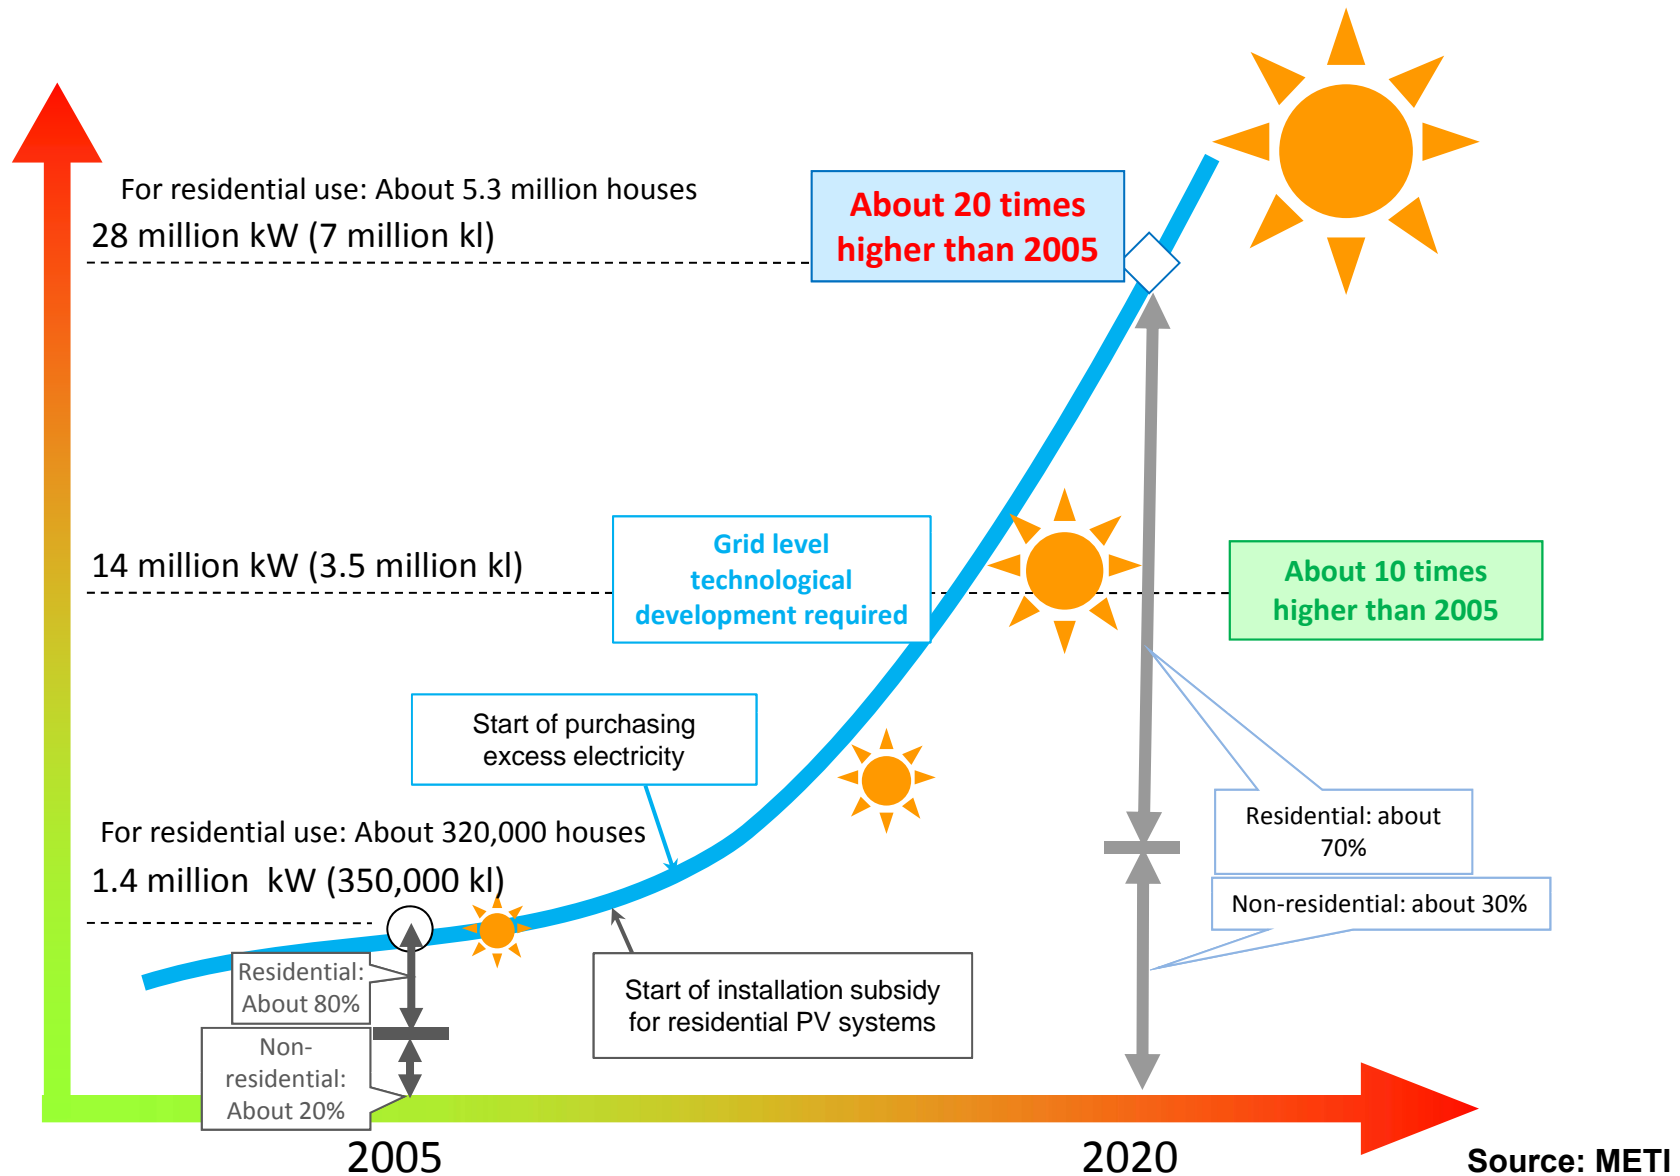 For residential use: About 5.3 million houses
28 million kW (7 million kl)
About 20 times
higher than 2005
14 million kW (3.5 million kl)
Grid level
technological
development required
About 10 times
higher than 2005
Start of purchasing
excess electricity
For residential use: About 320,000 houses
1.4 million  kW (350,000 kl)
Residential: about
70%
Non-residential: about 30%
Residential:
About 80%
Start of installation subsidy
for residential PV systems
Non-
residential:
About 20%
2005
2020
Source: METI